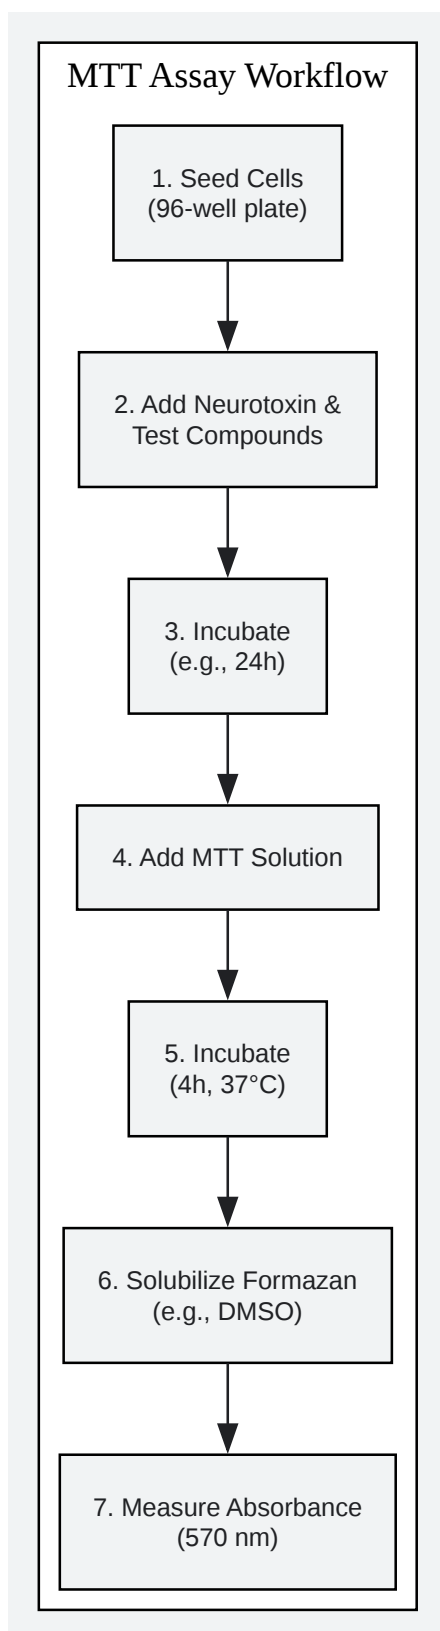 MTT Assay Workflow
1. Seed Cells
(96-well plate)
2. Add Neurotoxin &
Test Compounds
3. Incubate
(e.g., 24h)
4. Add MTT Solution
5. Incubate
(4h, 37°C)
6. Solubilize Formazan
(e.g., DMSO)
7. Measure Absorbance
(570 nm)